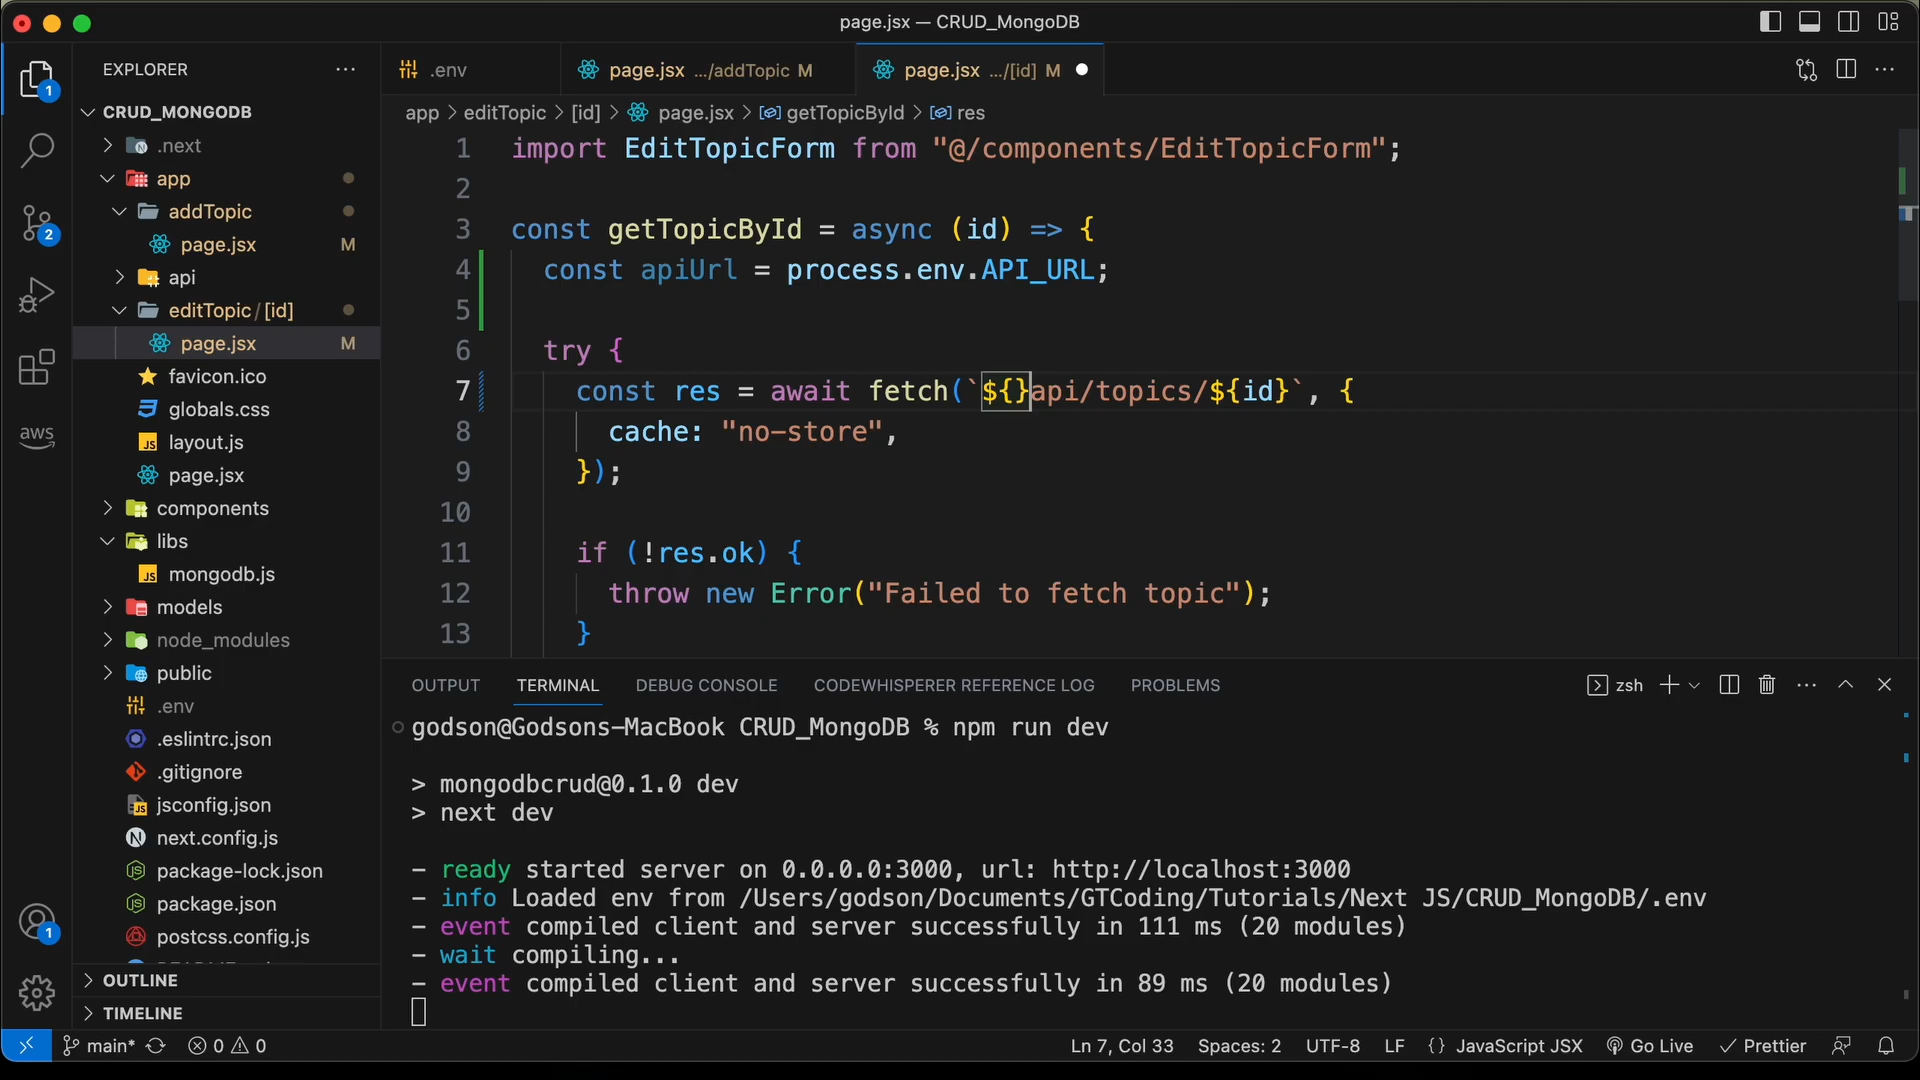 page.jsx — CRUD_MongoDB
EXPLORER
CRUD_MONGODB
.next
app
addTopic
page.jsx M
api
editTopic/[id]
page.jsx M
favicon.ico
globals.css
layout.js
page.jsx
components
libs
mongodb.js
models
node_modules
public
.env
.eslintrc.json
.gitignore
jsconfig.json
next.config.js
package-lock.json
package.json
postcss.config.js
OUTLINE
TIMELINE
1
2
aws
1
.env
page.jsx .../addTopic M
page.jsx .../[id] M
app > editTopic > [id] > page.jsx > getTopicById > res
1 import EditTopicForm from "@/components/EditTopicForm";
2
3 const getTopicById = async (id) => {
4 const apiUrl = process.env.API_URL;
5
6 try {
7 const res = await fetch(`${}api/topics/${id}`, {
8 cache: "no-store",
9 });
10
11 if (!res.ok) {
12 throw new Error("Failed to fetch topic");
13 }
OUTPUT TERMINAL DEBUG CONSOLE CODEWHISPERER REFERENCE LOG PROBLEMS
zsh
godson@Godsons-MacBook CRUD_MongoDB % npm run dev
> mongodbcrud@0.1.0 dev
> next dev
- ready started server on 0.0.0.0:3000, url: http://localhost:3000
- info Loaded env from /Users/godson/Documents/GTCoding/Tutorials/Next JS/CRUD_MongoDB/.env
- event compiled client and server successfully in 111 ms (20 modules)
- wait compiling...
- event compiled client and server successfully in 89 ms (20 modules)
main* 0 0 Ln 7, Col 33 Spaces: 2 UTF-8 LF {} JavaScript JSX Go Live Prettier